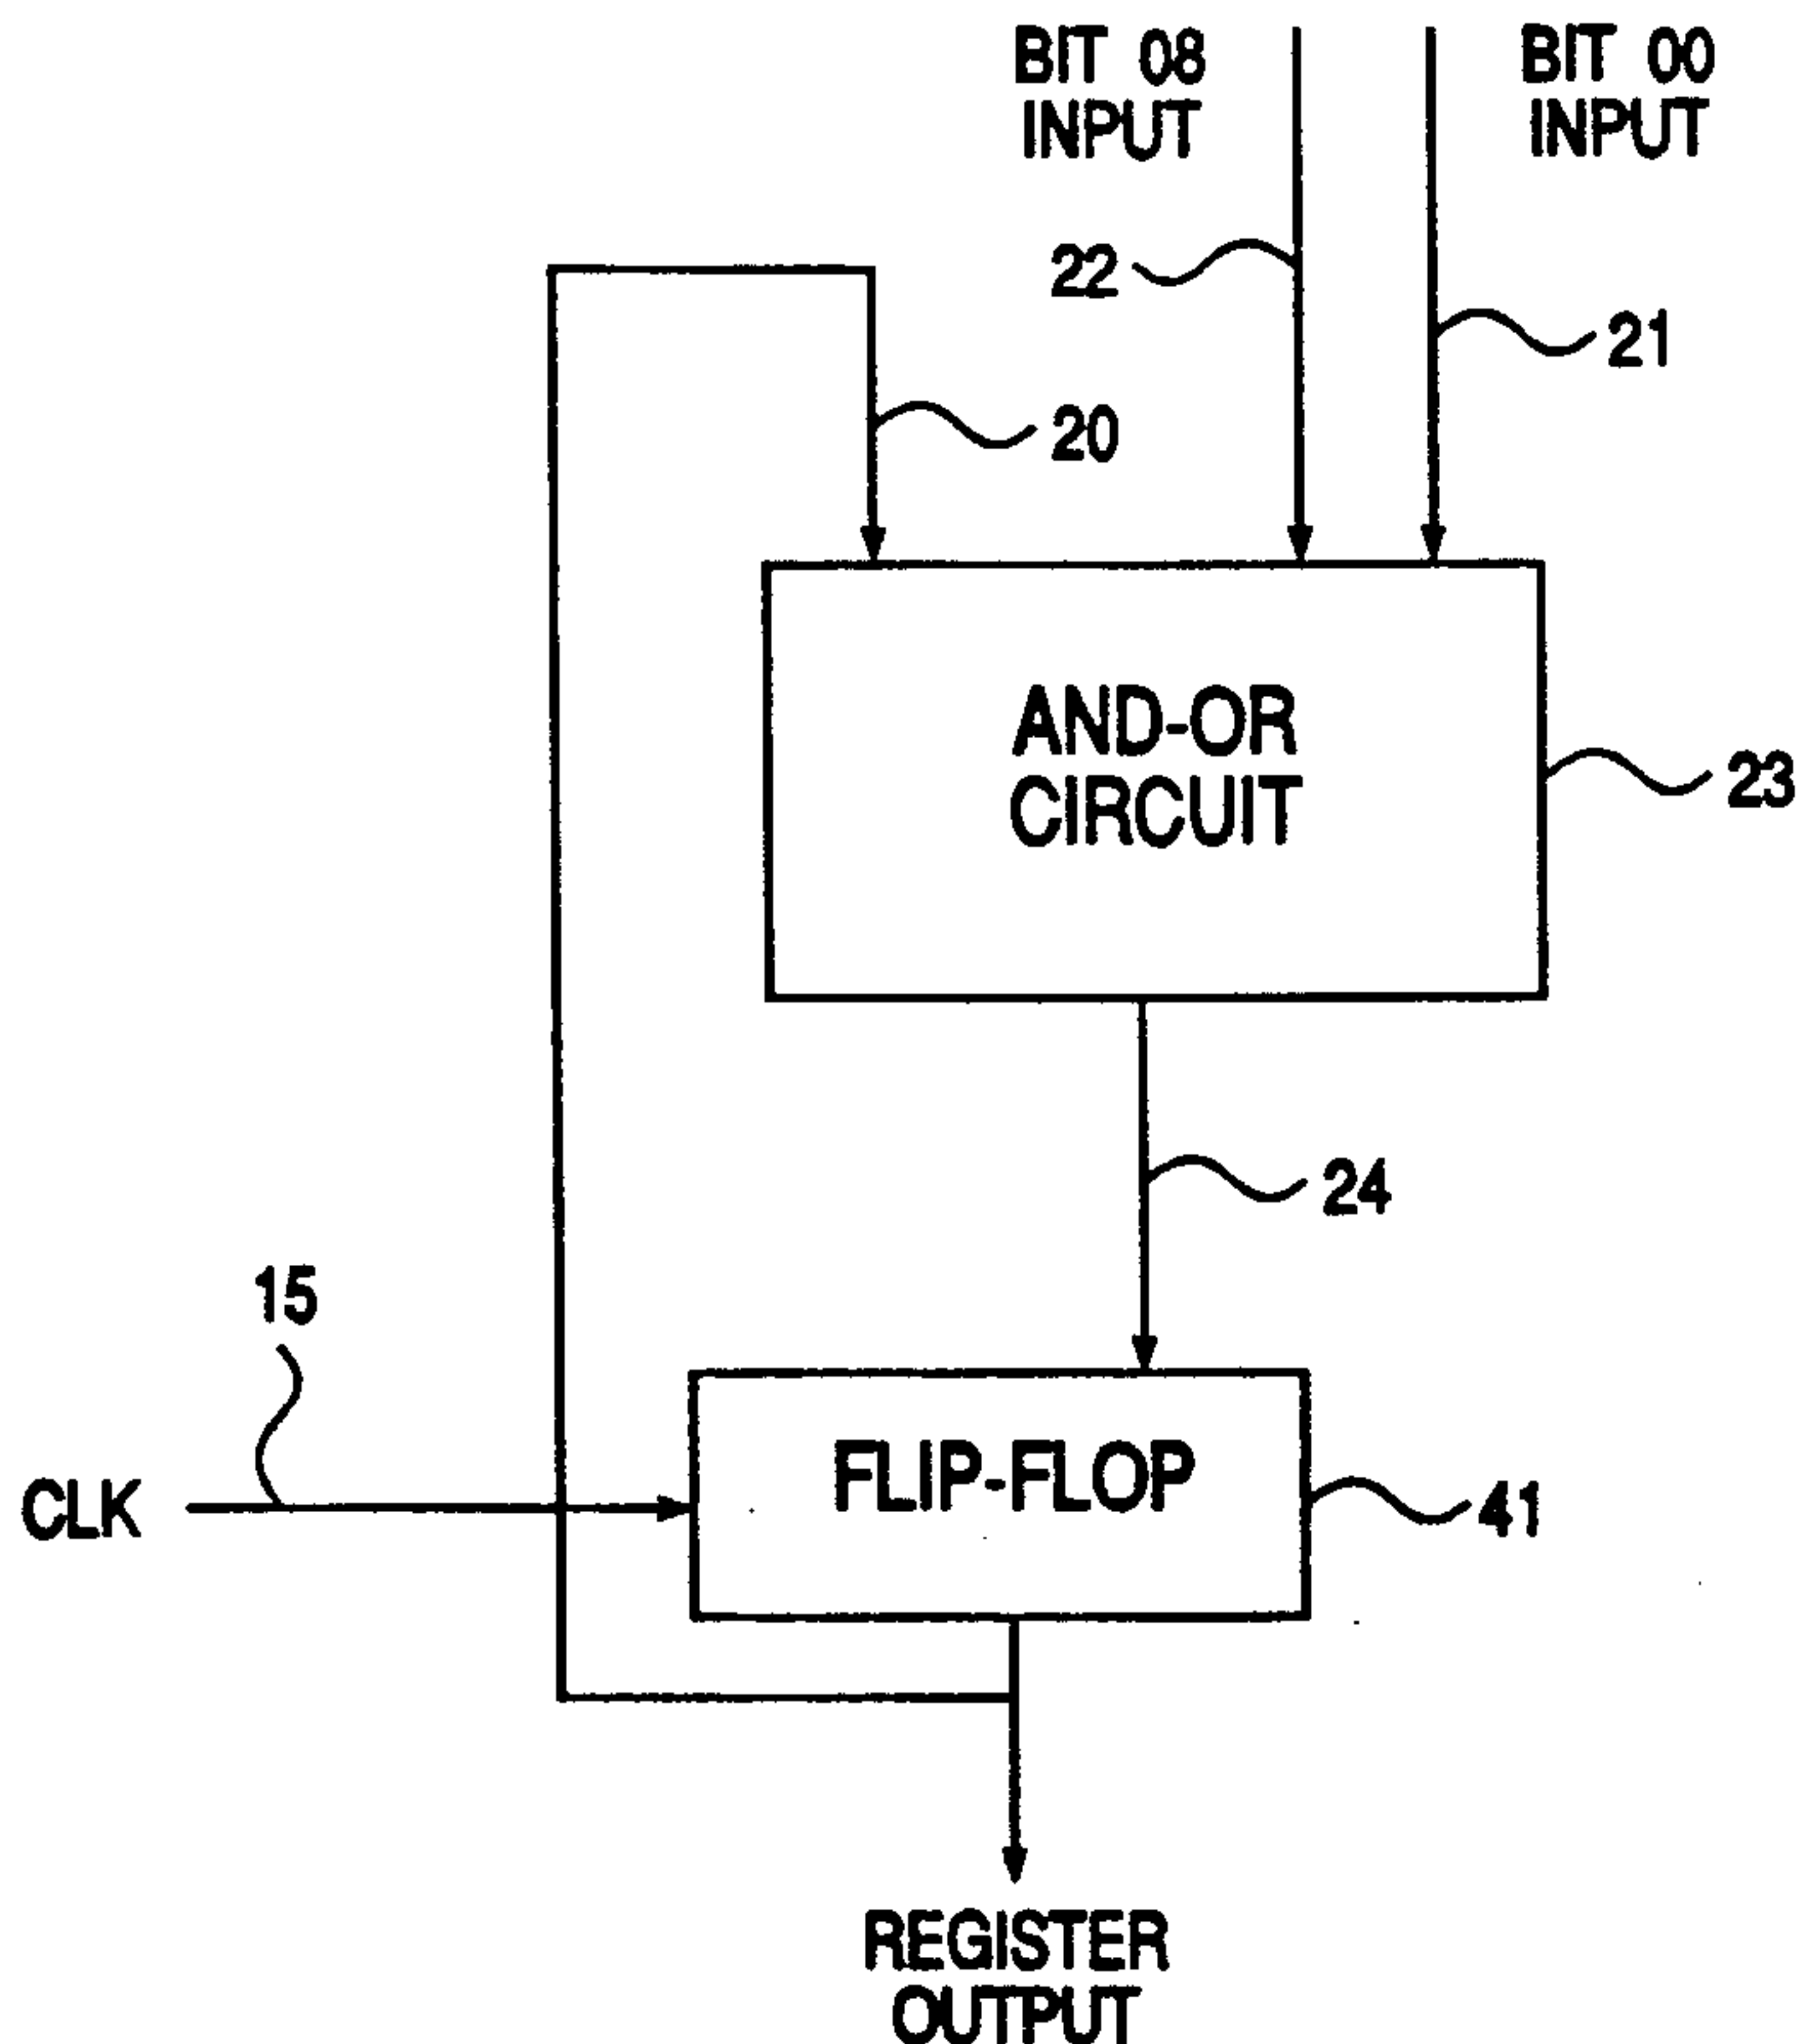 BIT 08
INPUT
BIT 00
INPUT
22
21
20
AND-OR
CIRCUIT
23
24
15
CLK
FLIP-FLOP
41
REGISTER
OUTPUT